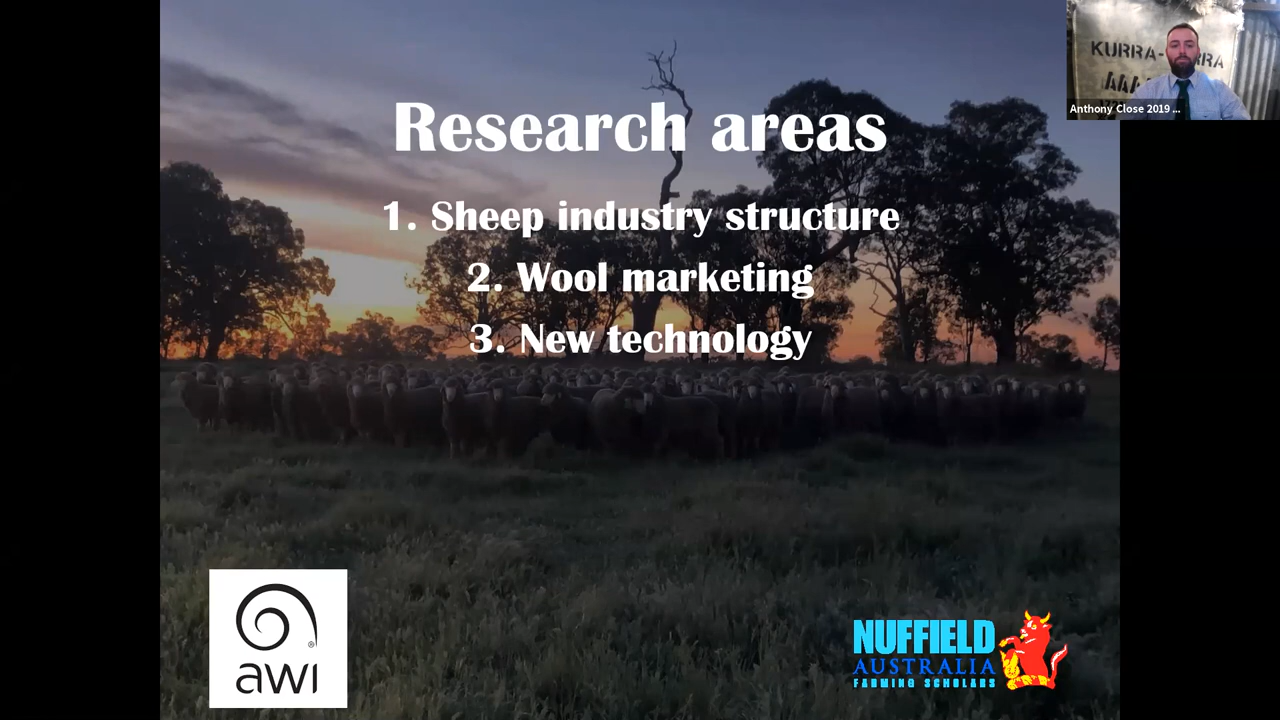 Research areas
1. Sheep industry structure
2. Wool marketing
3. New technology
KURRA-
RRA
Anthony Close 2019 ...
awi
®
NUFFIELD
AUSTRALIA
FARMING SCHOLARS